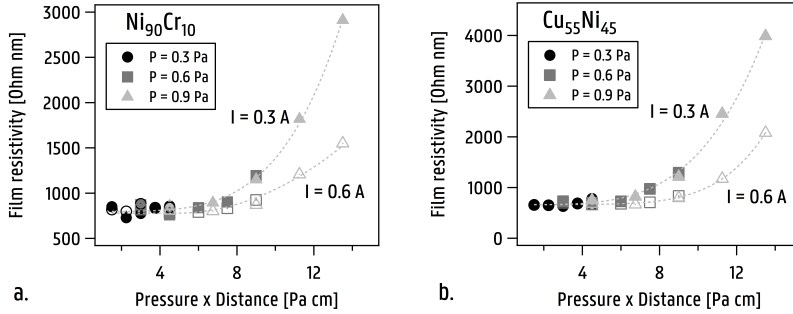 Ni90Cr10
Film resistivity [Ohm nm]
3000
2500
2000
1500
1000
500
P = 0.3 Pa
P = 0.6 Pa
P = 0.9 Pa
I = 0.3 A
I = 0.6 A
4 8 12
Pressure x Distance [Pa cm]
a.
Cu55Ni45
Film resistivity [Ohm nm]
4000
3000
2000
1000
0
P = 0.3 Pa
P = 0.6 Pa
P = 0.9 Pa
I = 0.3 A
I = 0.6 A
4 8 12
Pressure x Distance [Pa cm]
b.